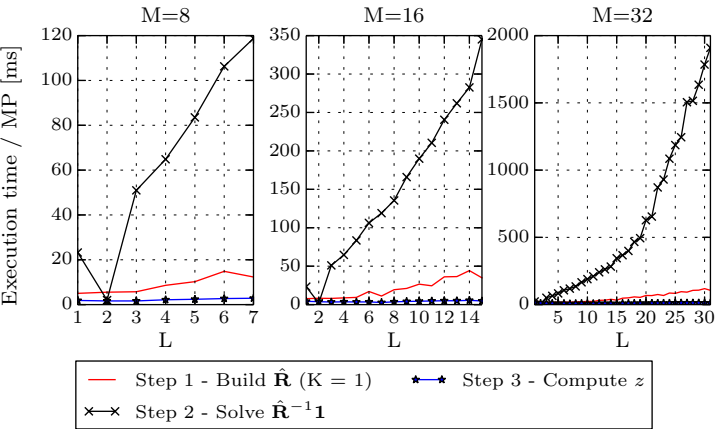 M=8 M=16 M=32
Execution time / MP [ms]
120
100
80
60
40
20
0
1 2 3 4 5 6 7
L
350
300
250
200
150
100
50
0
2 4 6 8 10 12 14
L
2000
1500
1000
500
0
5 10 15 20 25 30
L
Step 1 - Build R̂ (K = 1)
Step 2 - Solve R̂⁻¹1
Step 3 - Compute z